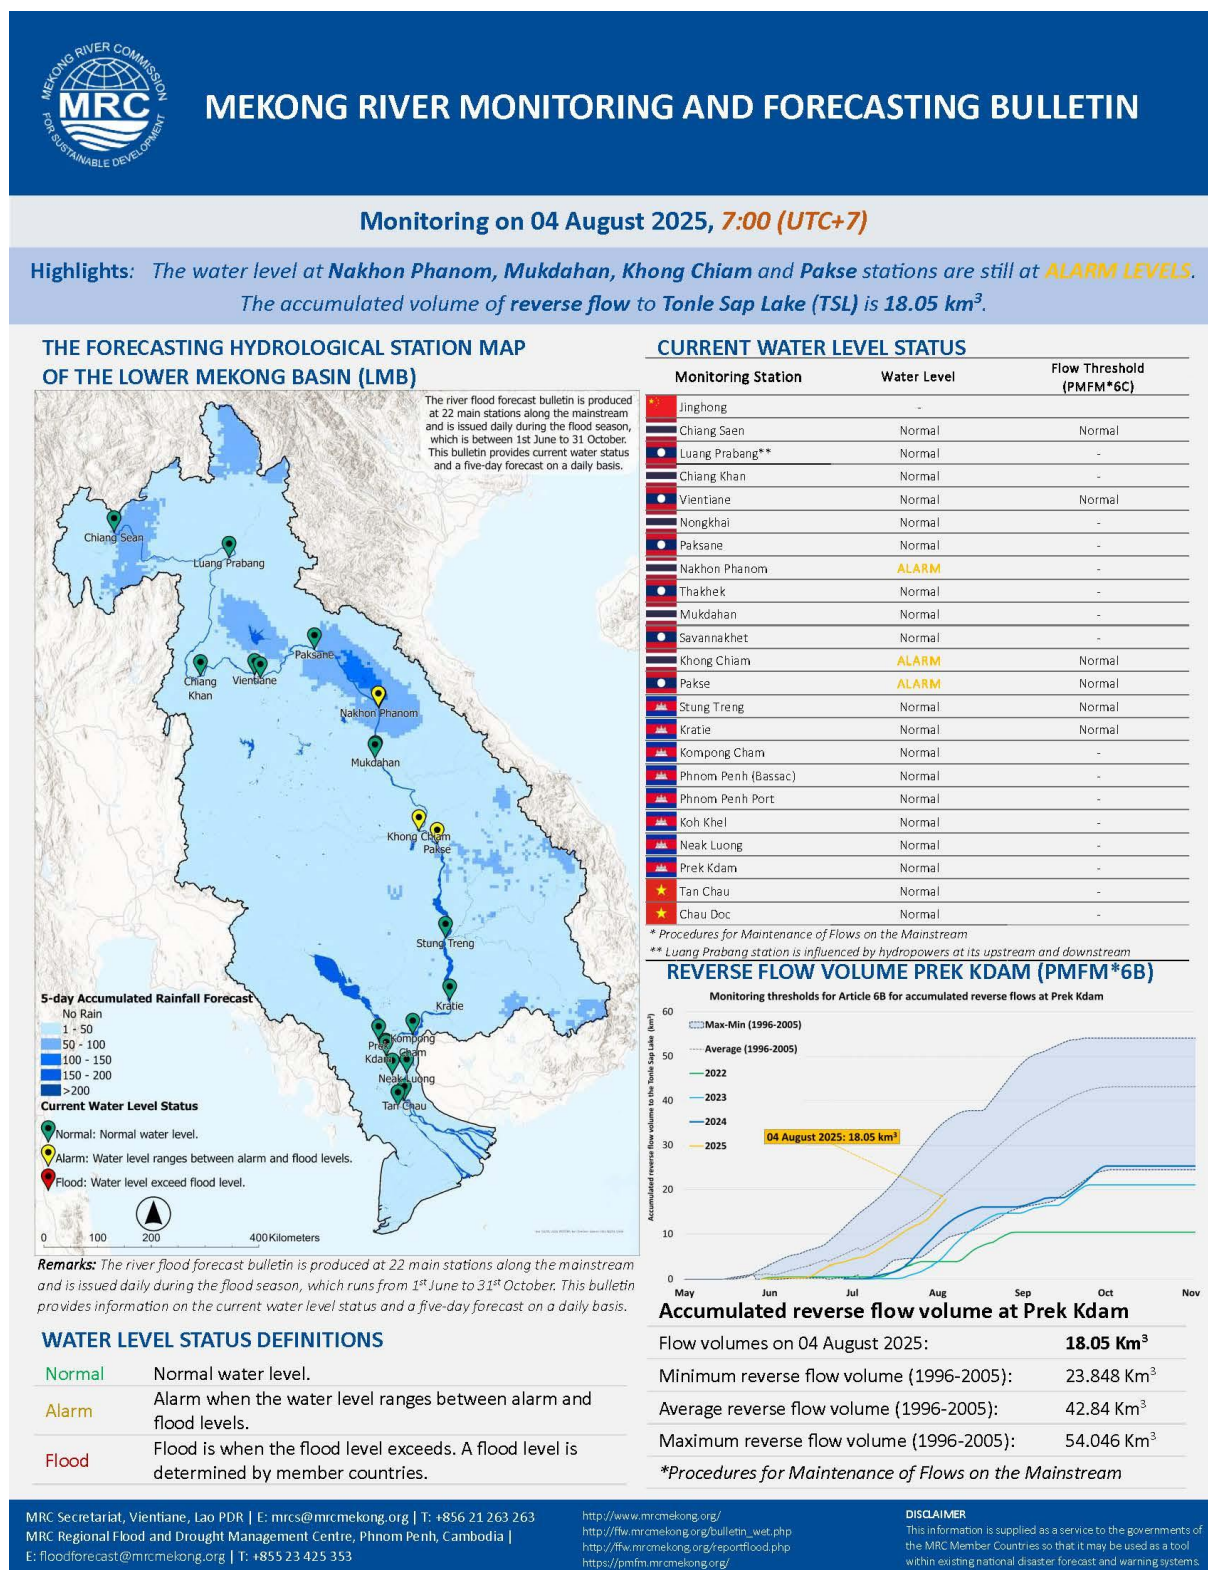 MEKONG RIVER COMMISSION
MRC
FOR SUSTAINABLE DEVELOPMENT
MEKONG RIVER MONITORING AND FORECASTING BULLETIN
Monitoring on 04 August 2025, 7:00 (UTC+7)
Highlights: The water level at Nakhon Phanom, Mukdahan, Khong Chiam and Pakse stations are still at ALARM LEVELS.
The accumulated volume of reverse flow to Tonle Sap Lake (TSL) is 18.05 km³.
THE FORECASTING HYDROLOGICAL STATION MAP
OF THE LOWER MEKONG BASIN (LMB)
The river flood forecast bulletin is produced
at 22 main stations along the mainstream
and is issued daily during the flood season,
which is between 1st June to 31 October.
This bulletin provides current water status
and a five-day forecast on a daily basis.
Chiang Sean
Luang Prabang
Paksane
Chiang
Khan
Vientiane
Nakhon Phanom
Mukdahan
Khong Chiam
Pakse
Stung Treng
Kratie
Kompong
Cham
Prek
Kdam
Neak Luong
Tan Chau
5-day Accumulated Rainfall Forecast
No Rain
1 - 50
50 - 100
100 - 150
150 - 200
>200
Current Water Level Status
Normal: Normal water level.
Alarm: Water level ranges between alarm and flood levels.
Flood: Water level exceed flood level.
0 100 200 400 Kilometers
Remarks: The river flood forecast bulletin is produced at 22 main stations along the mainstream
and is issued daily during the flood season, which runs from 1st June to 31st October. This bulletin
provides information on the current water level status and a five-day forecast on a daily basis.
WATER LEVEL STATUS DEFINITIONS
Normal Normal water level.
Alarm Alarm when the water level ranges between alarm and
flood levels.
Flood Flood is when the flood level exceeds. A flood level is
determined by member countries.
CURRENT WATER LEVEL STATUS
Monitoring Station Water Level Flow Threshold
(PMFM*6C)
Jinghong -
Chiang Saen Normal Normal
Luang Prabang** Normal -
Chiang Khan Normal -
Vientiane Normal Normal
Nongkhai Normal -
Paksane Normal -
Nakhon Phanom ALARM -
Thakhek Normal -
Mukdahan Normal -
Savannakhet Normal -
Khong Chiam ALARM Normal
Pakse ALARM Normal
Stung Treng Normal Normal
Kratie Normal Normal
Kompong Cham Normal -
Phnom Penh (Bassac) Normal -
Phnom Penh Port Normal -
Koh Khel Normal -
Neak Luong Normal -
Prek Kdam Normal -
Tan Chau Normal -
Chau Doc Normal -
* Procedures for Maintenance of Flows on the Mainstream
** Luang Prabang station is influenced by hydropowers at its upstream and downstream
REVERSE FLOW VOLUME PREK KDAM (PMFM*6B)
Monitoring thresholds for Article 6B for accumulated reverse flows at Prek Kdam
Accumulated reverse flow volume to the Tonle Sap Lake (km³)
60
50
40
30
20
10
0
Max-Min (1996-2005)
Average (1996-2005)
2022
2023
2024
2025
04 August 2025: 18.05 km³
May Jun Jul Aug Sep Oct Nov
Accumulated reverse flow volume at Prek Kdam
Flow volumes on 04 August 2025: 18.05 Km³
Minimum reverse flow volume (1996-2005): 23.848 Km³
Average reverse flow volume (1996-2005): 42.84 Km³
Maximum reverse flow volume (1996-2005): 54.046 Km³
*Procedures for Maintenance of Flows on the Mainstream
MRC Secretariat, Vientiane, Lao PDR | E: mrcs@mrcmekong.org | T: +856 21 263 263
MRC Regional Flood and Drought Management Centre, Phnom Penh, Cambodia |
E: floodforecast@mrcmekong.org | T: +855 23 425 353
http://www.mrcmekong.org/
http://ffw.mrcmekong.org/bulletin_wet.php
http://ffw.mrcmekong.org/reportflood.php
https://pmfm.mrcmekong.org/
DISCLAIMER
This information is supplied as a service to the governments of
the MRC Member Countries so that it may be used as a tool
within existing national disaster forecast and warning systems.